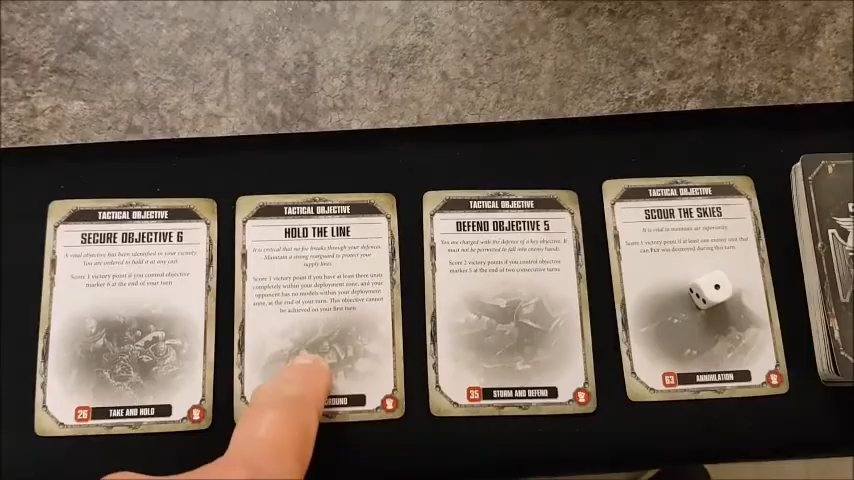 TACTICAL OBJECTIVE
SECURE OBJECTIVE 6
A vital objective has been identified in your vicinity.
You are ordered to hold it at any cost.
Score 1 victory point if you control objective
marker 6 at the end of your turn
26
TAKE AND HOLD
TACTICAL OBJECTIVE
HOLD THE LINE
It is critical that no foe breaks through your defences.
Maintain a strong rearguard to protect your
supply lines.
Score 1 victory point if you have at least three units
completely within your deployment zone, and your
opponent has no models within your deployment
zone, at the end of your turn. This objective cannot
be achieved on your first turn.
TACTICAL OBJECTIVE
DEFEND OBJECTIVE 5
You are charged with the defence of a key objective. It
must not be permitted to fall into enemy hands.
Score 2 victory points if you control objective
marker 5 at the end of two consecutive turns.
35
STORM AND DEFEND
TACTICAL OBJECTIVE
SCOUR THE SKIES
It is vital to maintain air superiority.
Score 1 victory point if at least one enemy unit that
can FLY was destroyed during this turn.
63
ANNIHILATION